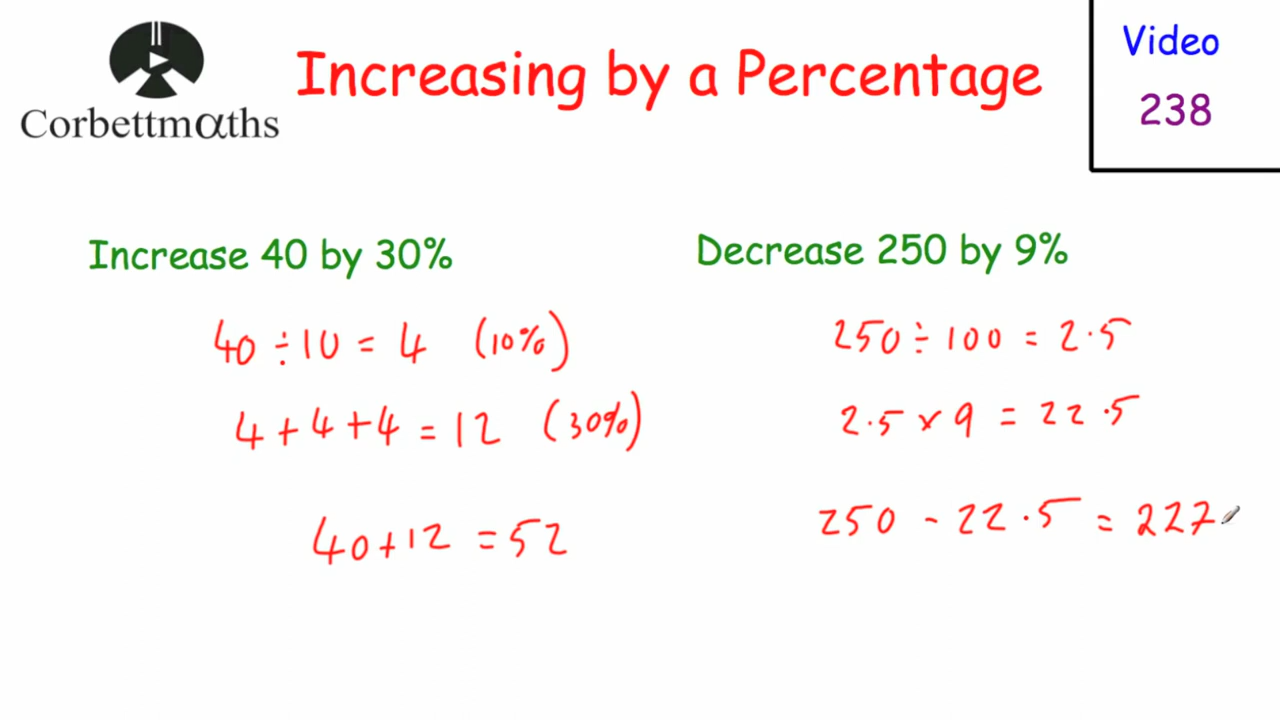 Corbettmαths
Increasing by a Percentage
Video
238
Increase 40 by 30%
40 ÷ 10 = 4 (10%)
4 + 4 + 4 = 12 (30%)
40 + 12 = 52
Decrease 250 by 9%
250 ÷ 100 = 2·5
2·5 × 9 = 22·5
250 - 22·5 = 227